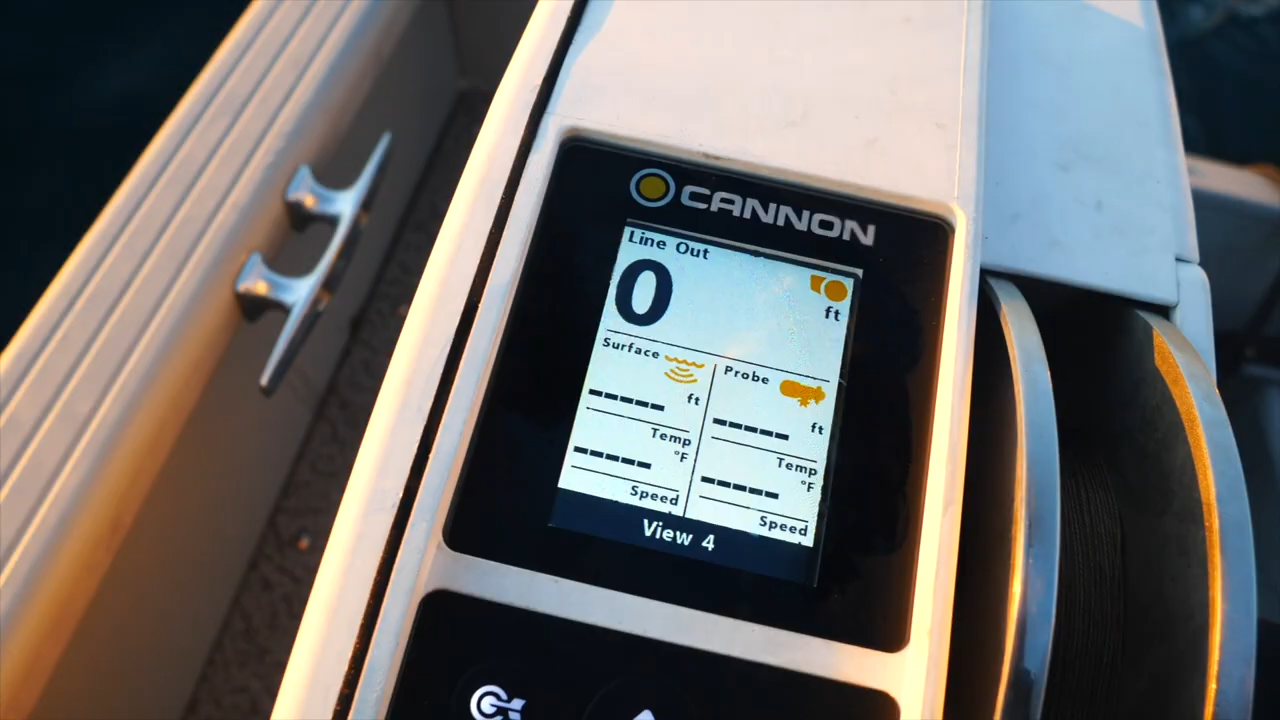 CANNON
Line Out
0
ft
Surface
Probe
----- ft
----- ft
Temp
Temp
----- °F
----- °F
Speed
Speed
View 4